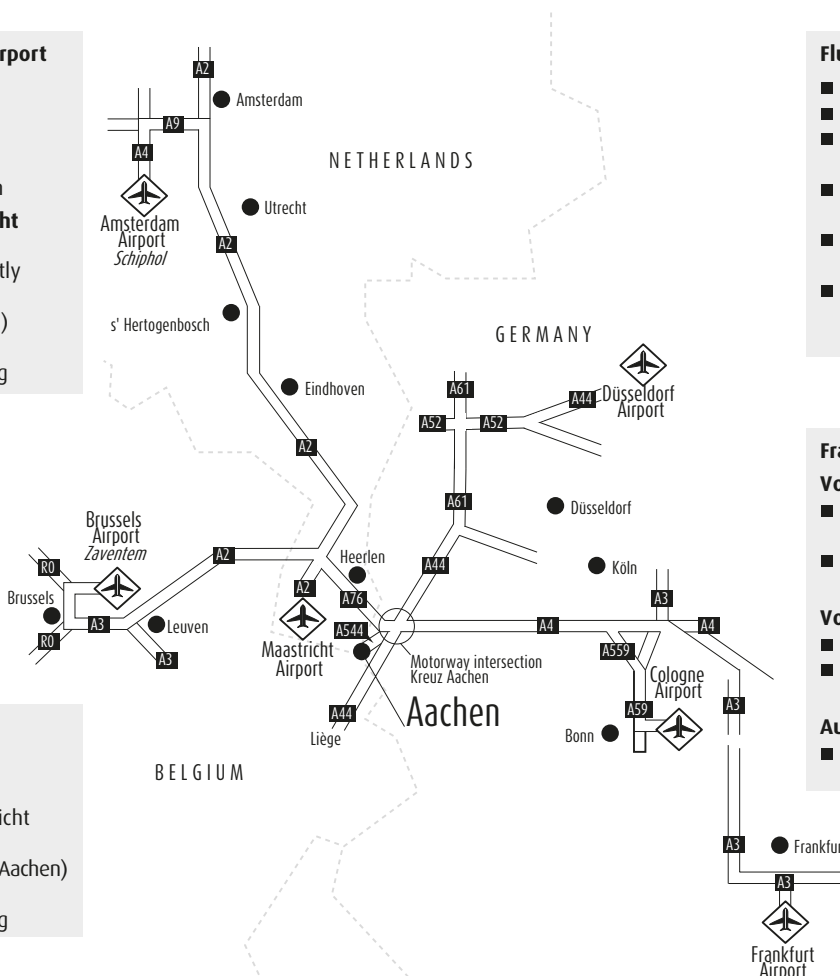 rport
ht
tly
)
g
A2
Amsterdam
A9
A4
NETHERLANDS
Amsterdam
Airport
Schiphol
Utrecht
A2
s' Hertogenbosch
Eindhoven
A2
GERMANY
A61
A52
A52
A44
Düsseldorf
Airport
A61
Düsseldorf
A44
Köln
Brussels
Airport
Zaventem
R0
Brussels
A3
R0
Leuven
A3
A2
Heerlen
A2
A76
Maastricht
Airport
A544
Motorway intersection
Kreuz Aachen
Aachen
A44
Liège
A4
A3
A4
A559
Cologne
Airport
A59
Bonn
A3
BELGIUM
A3
Frankfur
A3
Frankfurt
Airport
icht
Aachen)
g
Flu
Fra
Vo
Vo
Au